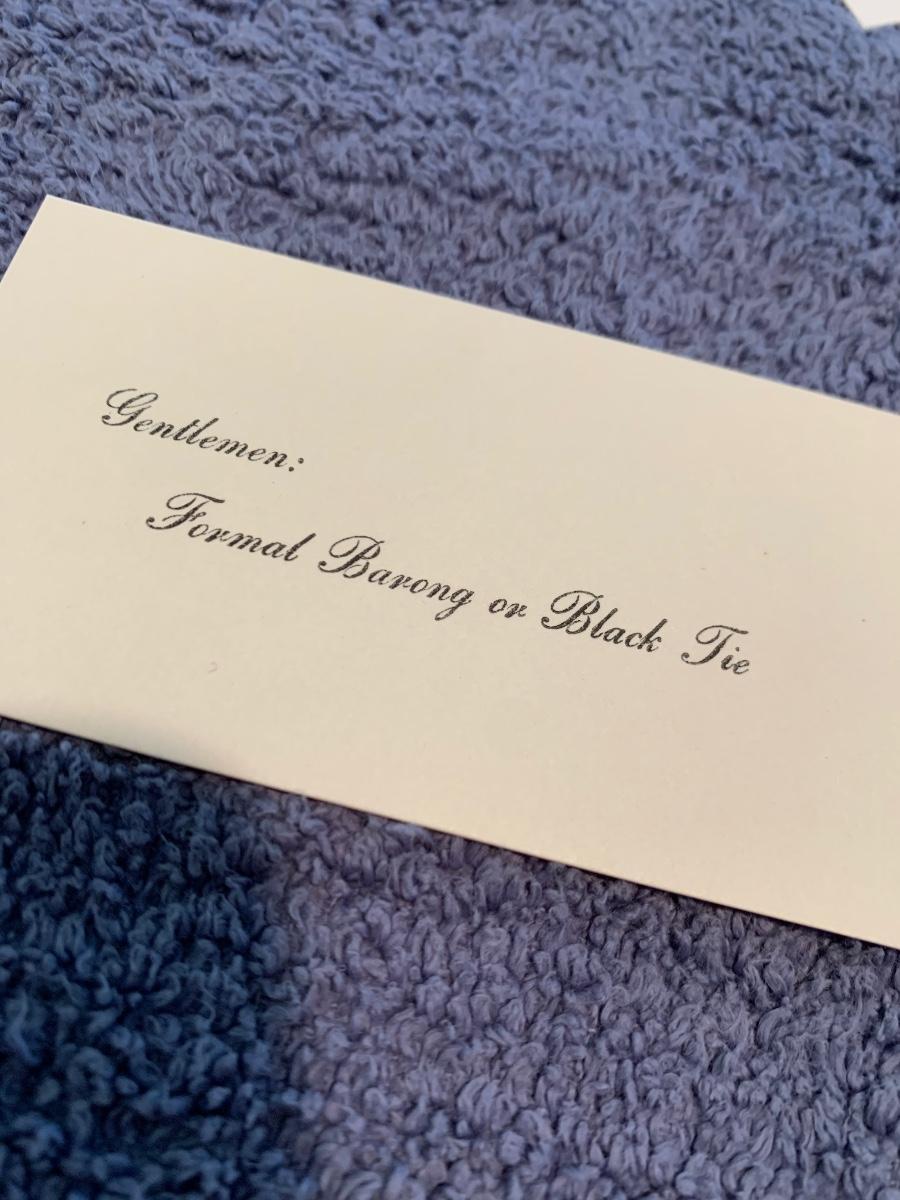 Gentlemen:
Formal Barong or Black Tie